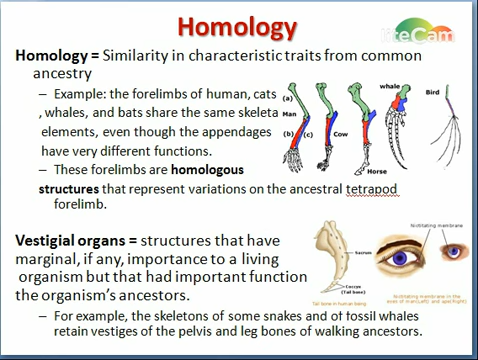 Homology
liteCam
Homology = Similarity in characteristic traits from common
ancestry
– Example: the forelimbs of human, cats
, whales, and bats share the same skeleta
elements, even though the appendages
have very different functions.
– These forelimbs are homologous
structures that represent variations on the ancestral tetrapod
forelimb.
(a)
Man
(b)
(c)
Cow
Horse
whale
Bird
Vestigial organs = structures that have
marginal, if any, importance to a living
organism but that had important function
the organism's ancestors.
– For example, the skeletons of some snakes and of fossil whales
retain vestiges of the pelvis and leg bones of walking ancestors.
Sacrum
Coccyx
(Tail bone)
Tail bone in human being
Nictitating membrane
Nictitating membrane in the
eyes of man(Left) and ape(Right)